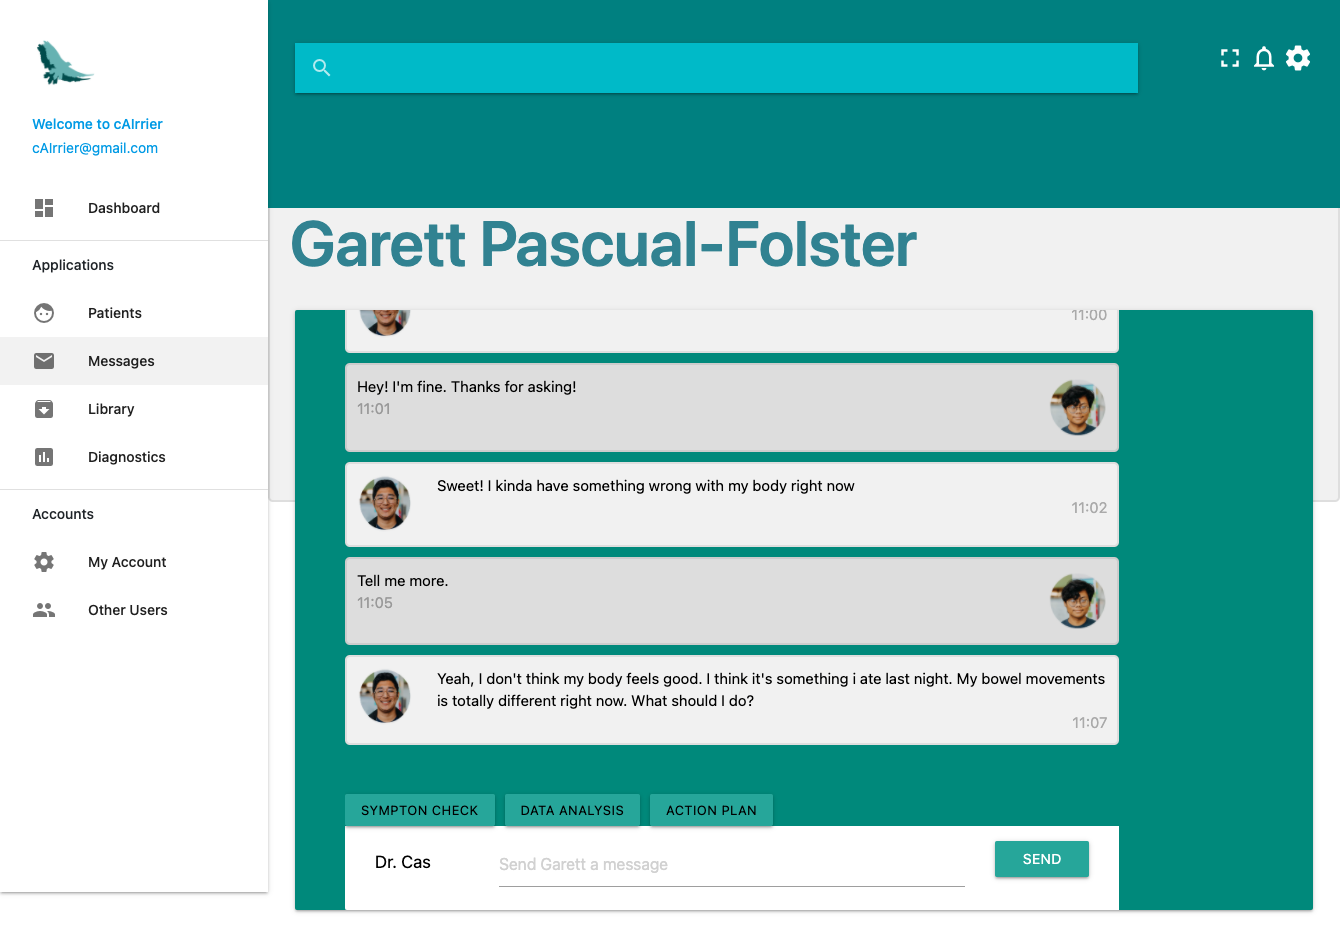 Welcome to cAIrrier
cAIrrier@gmail.com
Dashboard
Applications
Patients
Messages
Library
Diagnostics
Accounts
My Account
Other Users
Garett Pascual-Folster
11:00
Hey! I'm fine. Thanks for asking!
11:01
Sweet! I kinda have something wrong with my body right now
11:02
Tell me more.
11:05
Yeah, I don't think my body feels good. I think it's something i ate last night. My bowel movements
is totally different right now. What should I do?
11:07
SYMPTON CHECK
DATA ANALYSIS
ACTION PLAN
Dr. Cas
Send Garett a message
SEND